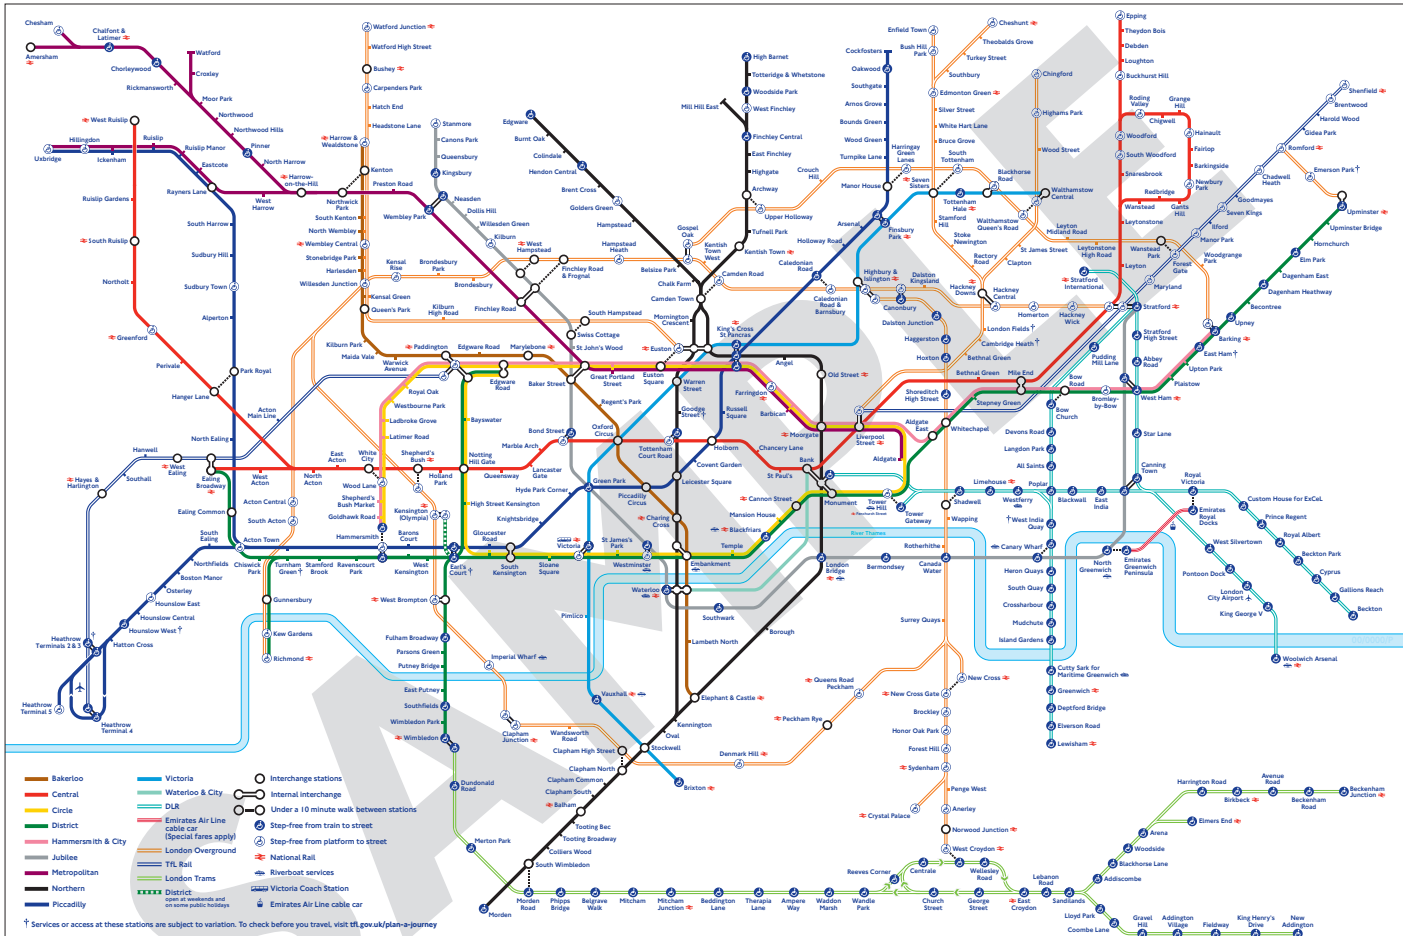 Chesham
Chalfont &
Latimer
Amersham
Chorleywood
Rickmansworth
Watford
Croxley
Moor Park
Northwood
Northwood Hills
Pinner
North Harrow
Harrow-
on-the-Hill
West
Harrow
Northwick
Park
Preston Road
Wembley Park
West Ruislip
Hillingdon
Uxbridge
Ickenham
Ruislip
Ruislip Manor
Eastcote
Rayners Lane
Ruislip Gardens
South Ruislip
Northolt
Greenford
Perivale
Hanger Lane
South Harrow
Sudbury Hill
Sudbury Town
Alperton
Park Royal
North Ealing
Acton
Main Line
Hanwell
Southall
Hayes &
Harlington
West
Ealing
Ealing
Broadway
Ealing Common
West
Acton
North
Acton
East
Acton
Acton Central
South Acton
Acton Town
South
Ealing
Northfields
Boston Manor
Osterley
Hounslow East
Hounslow Central
Hounslow West †
Hatton Cross
Heathrow
Terminals 2 & 3
Heathrow
Terminal 5
Heathrow
Terminal 4
Chiswick
Park
Turnham
Green †
Stamford
Brook
Ravenscourt
Park
Gunnersbury
Kew Gardens
Richmond
Watford Junction
Watford High Street
Bushey
Carpenders Park
Hatch End
Headstone Lane
Harrow &
Wealdstone
Kenton
South Kenton
North Wembley
Wembley Central
Stonebridge Park
Harlesden
Willesden Junction
Kensal Green
Queen's Park
Kilburn Park
Maida Vale
Warwick
Avenue
Kensal
Rise
Brondesbury
Park
Brondesbury
Kilburn
High Road
South Hampstead
Stanmore
Canons Park
Queensbury
Kingsbury
Neasden
Dollis Hill
Willesden Green
Kilburn
West
Hampstead
Finchley Road
& Frognal
Finchley Road
Swiss Cottage
St John's Wood
Hampstead
Heath
Gospel
Oak
Edgware
Burnt Oak
Colindale
Hendon Central
Brent Cross
Golders Green
Hampstead
Belsize Park
Chalk Farm
Camden Town
Mornington
Crescent
Kentish
Town
West
Camden Road
Mill Hill East
High Barnet
Totteridge & Whetstone
Woodside Park
West Finchley
Finchley Central
East Finchley
Highgate
Archway
Upper Holloway
Tufnell Park
Kentish Town
Crouch
Hill
Cockfosters
Oakwood
Southgate
Arnos Grove
Bounds Green
Wood Green
Turnpike Lane
Harringay
Green
Lanes
Manor House
Arsenal
Finsbury
Park
Holloway Road
Caledonian
Road
Caledonian
Road &
Barnsbury
Highbury &
Islington
Canonbury
Dalston
Kingsland
Dalston Junction
Haggerston
Hoxton
Shoreditch
High Street
Enfield Town
Bush Hill
Park
Cheshunt
Theobalds Grove
Turkey Street
Southbury
Edmonton Green
Silver Street
White Hart Lane
Bruce Grove
Seven
Sisters
South
Tottenham
Tottenham
Hale
Stamford
Hill
Stoke
Newington
Rectory
Road
Clapton
Hackney
Downs
Hackney
Central
London Fields †
Cambridge Heath †
Bethnal Green
Homerton
Hackney
Wick
Chingford
Highams Park
Wood Street
Blackhorse
Road
Walthamstow
Central
Walthamstow
Queen's Road
St James Street
Leyton
Midland Road
Leytonstone
High Road
Wanstead
Park
Woodgrange
Park
Epping
Theydon Bois
Debden
Loughton
Buckhurst Hill
Roding
Valley
Chigwell
Grange
Hill
Hainault
Fairlop
Barkingside
Newbury
Park
Gants
Hill
Redbridge
Wanstead
Woodford
South Woodford
Snaresbrook
Leytonstone
Leyton
Stratford
International
Stratford
Stratford
High Street
Abbey
Road
West Ham
Pudding
Mill Lane
Maryland
Forest
Gate
Manor Park
Ilford
Seven Kings
Goodmayes
Chadwell
Heath
Romford
Gidea Park
Harold Wood
Brentwood
Shenfield
Emerson Park †
Upminster
Upminster Bridge
Hornchurch
Elm Park
Dagenham East
Dagenham Heathway
Becontree
Upney
Barking
East Ham †
Upton Park
Plaistow
Bromley-
by-Bow
Bow
Road
Bow
Church
Mile End
Bethnal Green
Stepney Green
Whitechapel
Aldgate
East
Aldgate
Liverpool
Street
Moorgate
Old Street
Barbican
Farringdon
Angel
King's Cross
St Pancras
Euston
Euston
Square
Warren
Street
Goodge
Street †
Russell
Square
Great Portland
Street
Regent's Park
Baker Street
Marylebone
Edgware Road
Edgware
Road
Paddington
Royal Oak
Westbourne Park
Ladbroke Grove
Latimer Road
Bayswater
Notting
Hill Gate
White
City
Wood Lane
Shepherd's
Bush
Holland
Park
Shepherd's
Bush Market
Goldhawk Road
Hammersmith
Kensington
(Olympia)
Barons
Court
West
Kensington
Earl's
Court †
High Street Kensington
Gloucester
Road
South
Kensington
Knightsbridge
Hyde Park Corner
Queensway
Lancaster
Gate
Marble Arch
Bond Street
Oxford
Circus
Tottenham
Court Road
Holborn
Chancery Lane
St Paul's
Bank
Covent Garden
Leicester Square
Piccadilly
Circus
Green Park
Charing
Cross
Sloane
Square
Victoria
St James's
Park
Westminster
Embankment
Temple
Blackfriars
Mansion House
Cannon Street
Monument
Tower
Hill
Fenchurch Street
Tower
Gateway
River Thames
Waterloo
Southwark
London
Bridge
Bermondsey
Canada
Water
Rotherhithe
Wapping
Shadwell
Limehouse
Westferry
Poplar
Blackwall
East
India
Canning
Town
Star Lane
All Saints
Langdon Park
Devons Road
Royal
Victoria
Custom House for ExCeL
Prince Regent
Royal Albert
Beckton Park
Cyprus
Gallions Reach
Beckton
Emirates
Royal
Docks
Emirates
Greenwich
Peninsula
North
Greenwich
West Silvertown
Pontoon Dock
London
City Airport
King George V
Woolwich Arsenal
† West India
Quay
Canary Wharf
Heron Quays
South Quay
Crossharbour
Mudchute
Island Gardens
Cutty Sark for
Maritime Greenwich
Greenwich
Deptford Bridge
Elverson Road
Lewisham
Surrey Quays
New Cross
New Cross Gate
Brockley
Honor Oak Park
Forest Hill
Sydenham
Crystal Palace
Penge West
Anerley
Norwood Junction
West Croydon
Queens Road
Peckham
Peckham Rye
Denmark Hill
Clapham High Street
Wandsworth
Road
Clapham
Junction
Imperial Wharf
West Brompton
Fulham Broadway
Parsons Green
Putney Bridge
East Putney
Southfields
Wimbledon Park
Wimbledon
Pimlico
Vauxhall
Stockwell
Brixton
Lambeth North
Elephant & Castle
Borough
Kennington
Oval
Clapham North
Clapham Common
Clapham South
Balham
Tooting Bec
Tooting Broadway
Colliers Wood
South Wimbledon
Morden
Dundonald
Road
Merton Park
Morden
Road
Phipps
Bridge
Belgrave
Walk
Mitcham
Mitcham
Junction
Beddington
Lane
Therapia
Lane
Ampere
Way
Waddon
Marsh
Wandle
Park
Reeves Corner
Centrale
Church
Street
Wellesley
Road
George
Street
East
Croydon
Lebanon
Road
Sandilands
Addiscombe
Blackhorse Lane
Woodside
Arena
Elmers End
Harrington Road
Birkbeck
Avenue
Road
Beckenham
Road
Beckenham
Junction
Lloyd Park
Coombe Lane
Gravel
Hill
Addington
Village
Fieldway
King Henry's
Drive
New
Addington
Bakerloo
Central
Circle
District
Hammersmith & City
Jubilee
Metropolitan
Northern
Piccadilly
Victoria
Waterloo & City
DLR
Emirates Air Line
cable car
(Special fares apply)
London Overground
TfL Rail
London Trams
District
open at weekends and
on some public holidays
Interchange stations
Internal interchange
Under a 10 minute walk between stations
Step-free from train to street
Step-free from platform to street
National Rail
Riverboat services
Victoria Coach Station
Emirates Air Line cable car
† Services or access at these stations are subject to variation. To check before you travel, visit tfl.gov.uk/plan-a-journey
SAMPLE